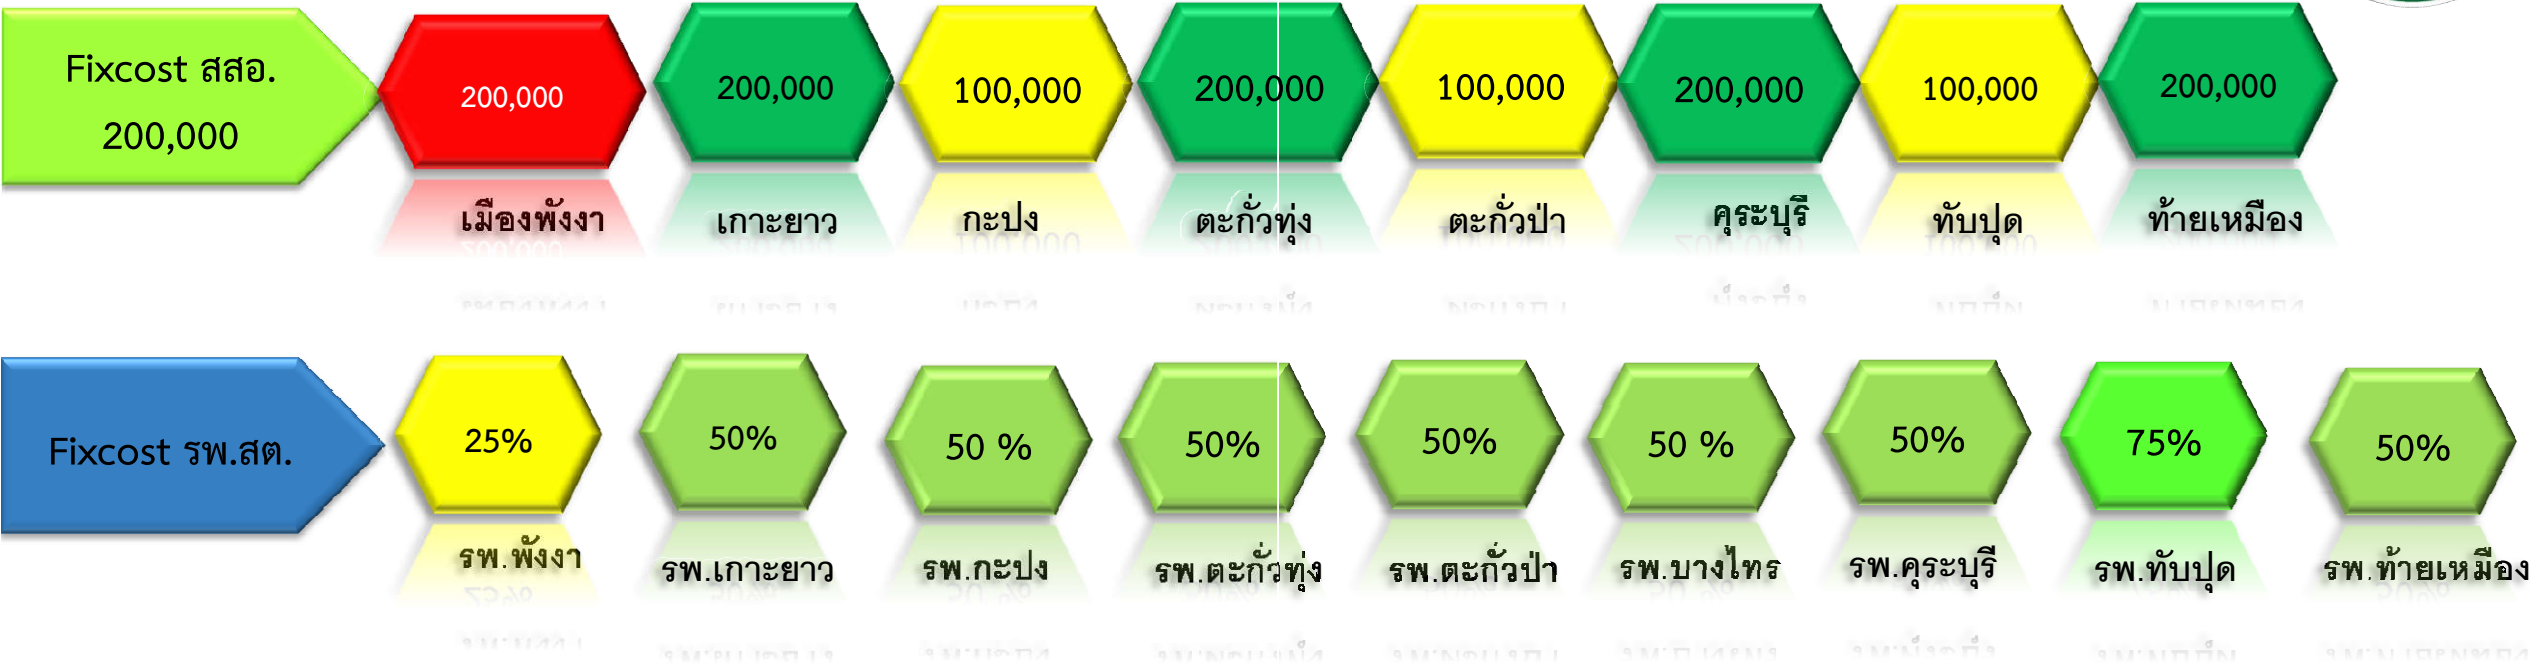 Fixcost สสอ.
200,000
200,000
200,000
100,000
200,000
100,000
200,000
100,000
200,000
เมืองพังงา
เกาะยาว
กะปง
ตะกั่วทุ่ง
ตะกั่วป่า
คุระบุรี
ทับปุด
ท้ายเหมือง
Fixcost รพ.สต.
25%
50%
50 %
50%
50%
50 %
50%
75%
50%
รพ.พังงา
รพ.เกาะยาว
รพ.กะปง
รพ.ตะกั่วทุ่ง
รพ.ตะกั่วป่า
รพ.บางไทร
รพ.คุระบุรี
รพ.ทับปุด
รพ.ท้ายเหมือง